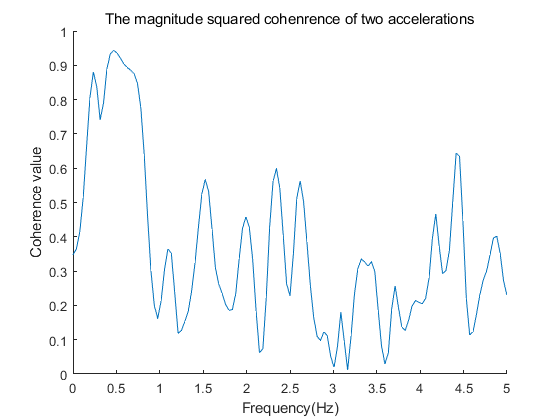 The magnitude squared cohenrence of two accelerations
1
0.9
0.8
0.7
0.6
0.5
0.4
0.3
0.2
0.1
0
Coherence value
0 0.5 1 1.5 2 2.5 3 3.5 4 4.5 5
Frequency(Hz)